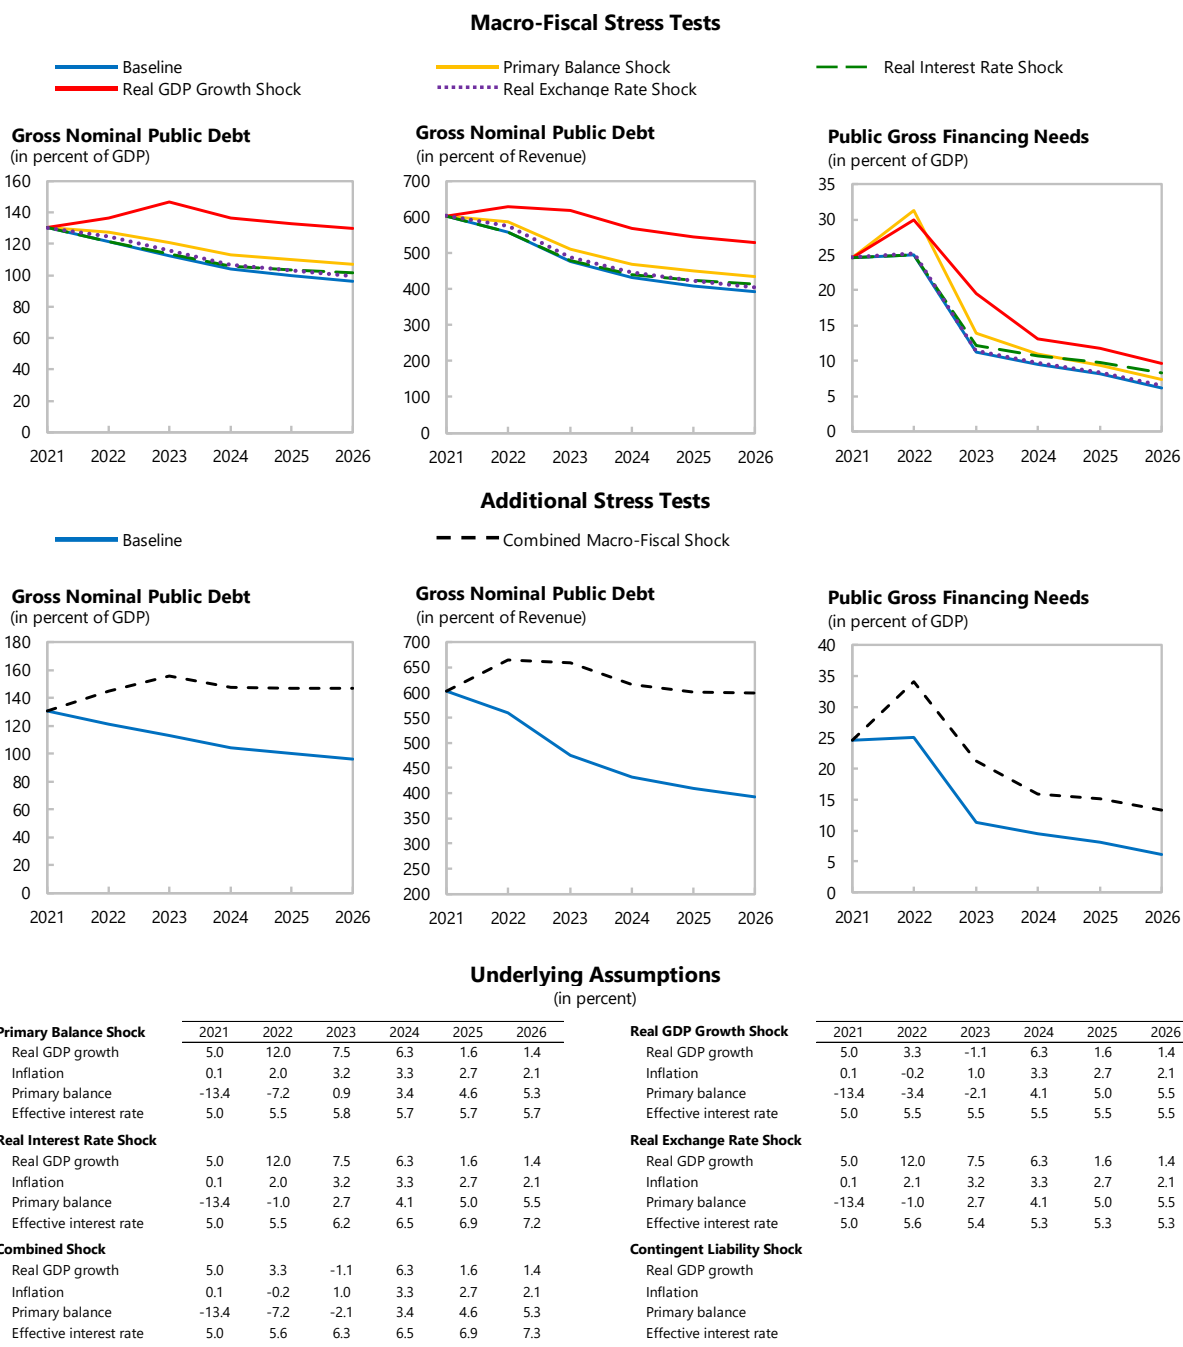 Macro-Fiscal Stress Tests
Baseline
Primary Balance Shock
Real Interest Rate Shock
Real GDP Growth Shock
Real Exchange Rate Shock
Gross Nominal Public Debt
(in percent of GDP)
160
140
120
100
80
60
40
20
0
2021 2022 2023 2024 2025 2026
Gross Nominal Public Debt
(in percent of Revenue)
700
600
500
400
300
200
100
0
2021 2022 2023 2024 2025 2026
Public Gross Financing Needs
(in percent of GDP)
35
30
25
20
15
10
5
0
2021 2022 2023 2024 2025 2026
Additional Stress Tests
Baseline
Combined Macro-Fiscal Shock
Gross Nominal Public Debt
(in percent of GDP)
180
160
140
120
100
80
60
40
20
0
2021 2022 2023 2024 2025 2026
Gross Nominal Public Debt
(in percent of Revenue)
700
650
600
550
500
450
400
350
300
250
200
2021 2022 2023 2024 2025 2026
Public Gross Financing Needs
(in percent of GDP)
40
35
30
25
20
15
10
5
0
2021 2022 2023 2024 2025 2026
Underlying Assumptions
(in percent)
Primary Balance Shock 2021 2022 2023 2024 2025 2026
Real GDP growth 5.0 12.0 7.5 6.3 1.6 1.4
Inflation 0.1 2.0 3.2 3.3 2.7 2.1
Primary balance -13.4 -7.2 0.9 3.4 4.6 5.3
Effective interest rate 5.0 5.5 5.8 5.7 5.7 5.7
Real Interest Rate Shock
Real GDP growth 5.0 12.0 7.5 6.3 1.6 1.4
Inflation 0.1 2.0 3.2 3.3 2.7 2.1
Primary balance -13.4 -1.0 2.7 4.1 5.0 5.5
Effective interest rate 5.0 5.5 6.2 6.5 6.9 7.2
Combined Shock
Real GDP growth 5.0 3.3 -1.1 6.3 1.6 1.4
Inflation 0.1 -0.2 1.0 3.3 2.7 2.1
Primary balance -13.4 -7.2 -2.1 3.4 4.6 5.3
Effective interest rate 5.0 5.6 6.3 6.5 6.9 7.3
Real GDP Growth Shock 2021 2022 2023 2024 2025 2026
Real GDP growth 5.0 3.3 -1.1 6.3 1.6 1.4
Inflation 0.1 -0.2 1.0 3.3 2.7 2.1
Primary balance -13.4 -3.4 -2.1 4.1 5.0 5.5
Effective interest rate 5.0 5.5 5.5 5.5 5.5 5.5
Real Exchange Rate Shock
Real GDP growth 5.0 12.0 7.5 6.3 1.6 1.4
Inflation 0.1 2.1 3.2 3.3 2.7 2.1
Primary balance -13.4 -1.0 2.7 4.1 5.0 5.5
Effective interest rate 5.0 5.6 5.4 5.3 5.3 5.3
Contingent Liability Shock
Real GDP growth
Inflation
Primary balance
Effective interest rate